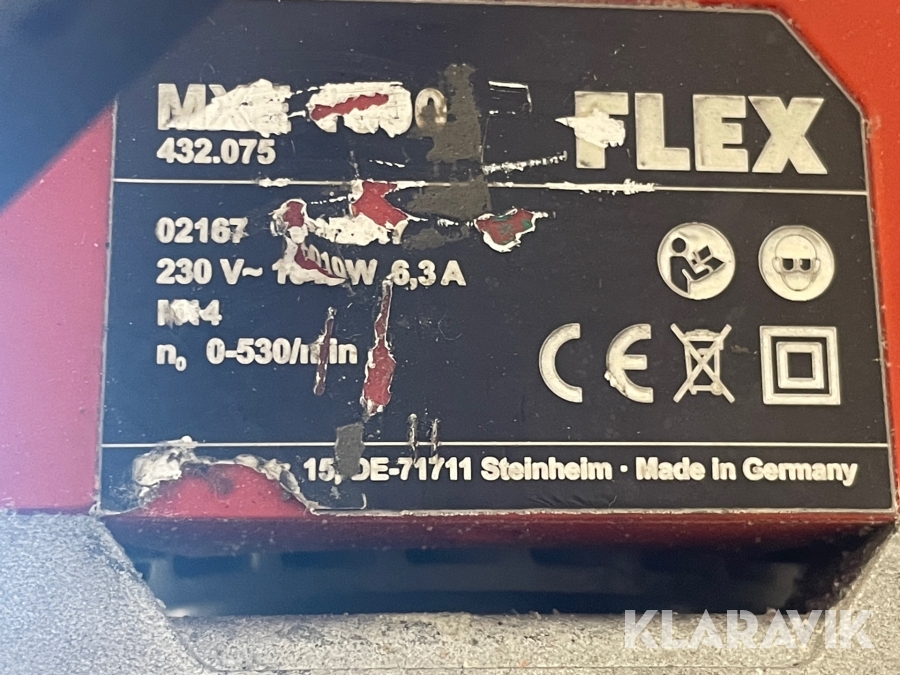 FLEX
432.075
02167
230 V~ 6,3 A
n₀ 0-530/min
CE
15, DE-71711 Steinheim · Made in Germany
KLARAVIK